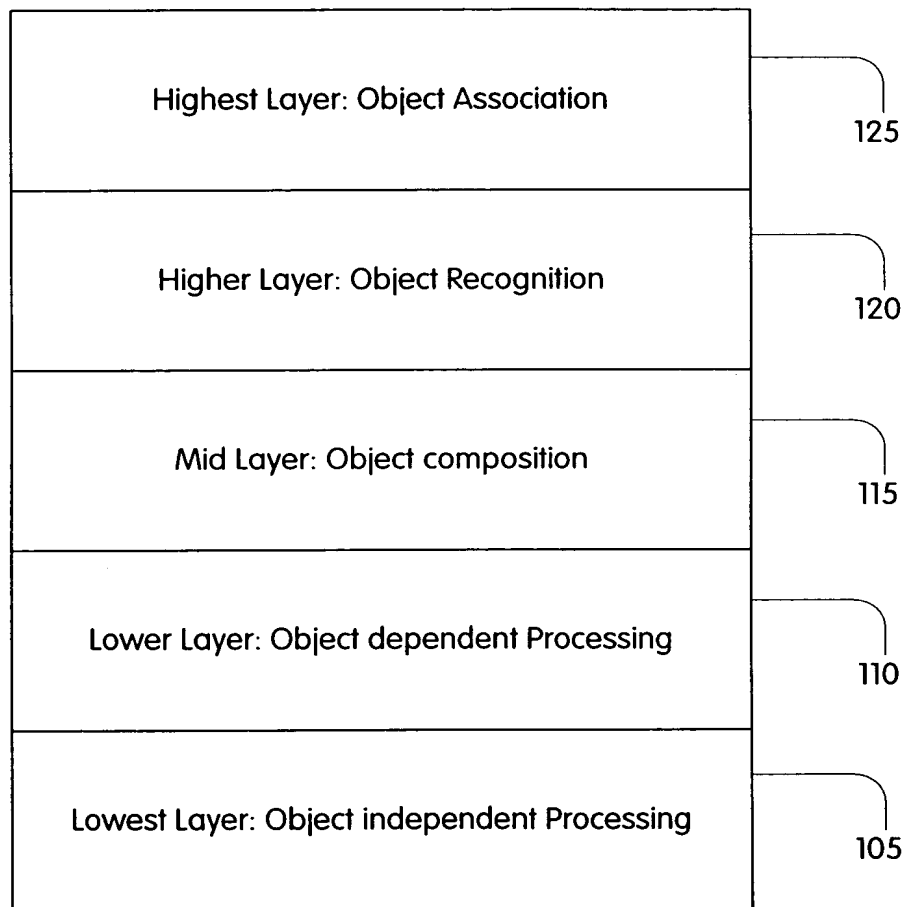 Highest Layer: Object Association
125
Higher Layer: Object Recognition
120
Mid Layer: Object composition
115
Lower Layer: Object dependent Processing
110
Lowest Layer: Object independent Processing
105